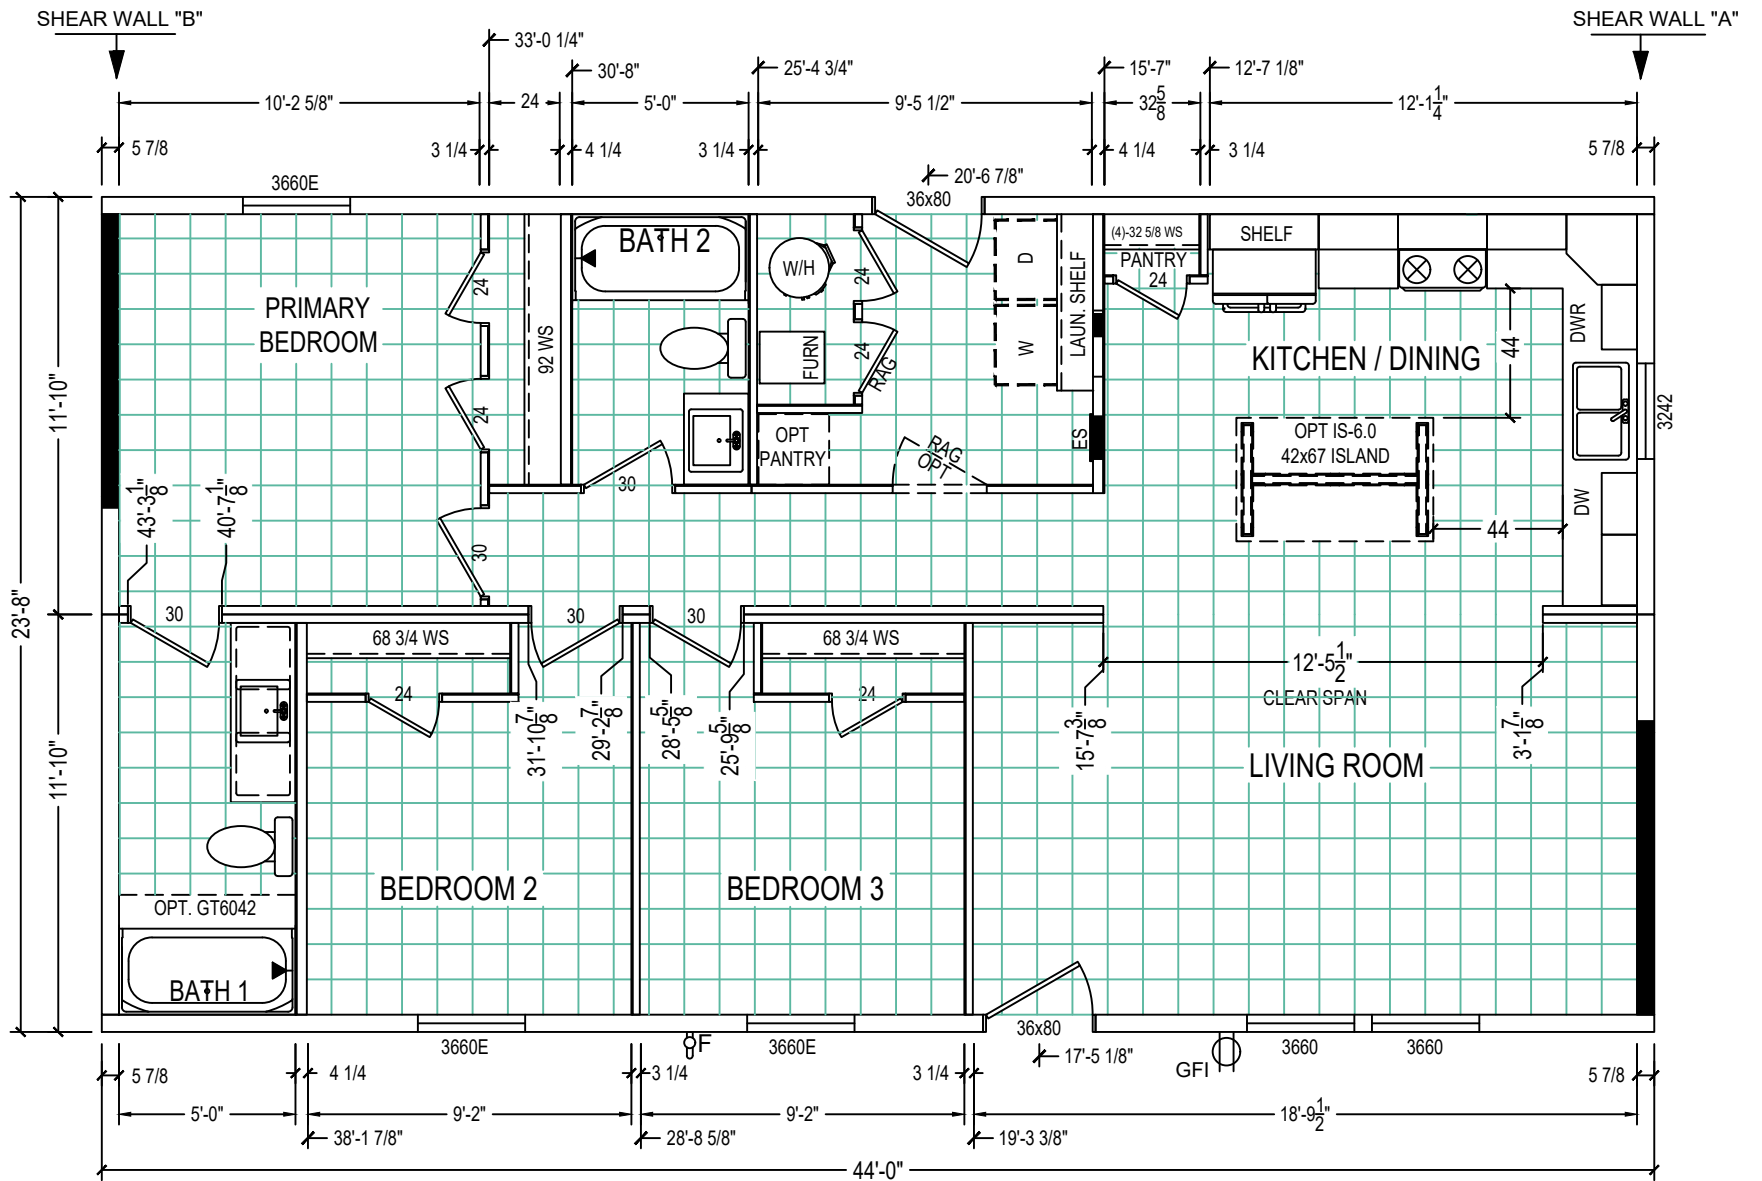 SHEAR WALL "B"
SHEAR WALL "A"
33'-0 1/4"
30'-8"
25'-4 3/4"
15'-7"
12'-7 1/8"
10'-2 5/8"
24
5'-0"
9'-5 1/2"
32 5/8
12'-1 1/4"
5 7/8
3 1/4
4 1/4
3 1/4
4 1/4
3 1/4
5 7/8
20'-6 7/8"
3660E
36x80
23'-8"
11'-10"
11'-10"
PRIMARY
BEDROOM
24
24
92 WS
BATH 2
W/H
FURN
24
24
RAG
OPT
PANTRY
D
W
LAUN. SHELF
ES
RAG
OPT
(4)-32 5/8 WS
PANTRY
24
SHELF
KITCHEN / DINING
44
DWR
DW
3242
OPT IS-6.0
42x67 ISLAND
44
43'-3 1/8"
40'-7 1/8"
30
30
30
30
30
68 3/4 WS
24
31'-10 7/8"
29'-2 7/8"
28'-5 5/8"
25'-9 5/8"
68 3/4 WS
24
15'-7 3/8"
12'-5 1/2"
CLEAR SPAN
3'-1 7/8"
LIVING ROOM
BEDROOM 2
BEDROOM 3
OPT. GT6042
BATH 1
3660E
F
3660E
36x80
17'-5 1/8"
GFI
3660
3660
5 7/8
4 1/4
3 1/4
3 1/4
5 7/8
5'-0"
9'-2"
9'-2"
18'-9 1/2"
38'-1 7/8"
28'-8 5/8"
19'-3 3/8"
44'-0"